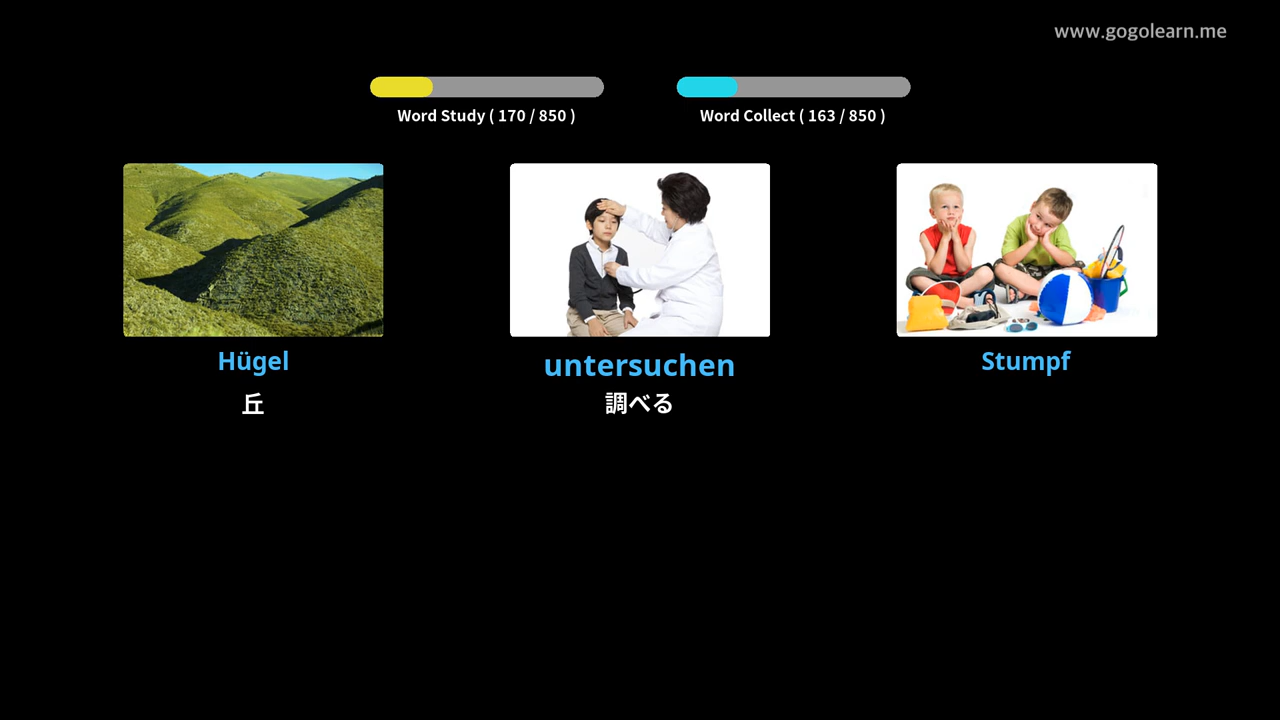 www.gogolearn.me
Word Study ( 170 / 850 )
Word Collect ( 163 / 850 )
Hügel
丘
untersuchen
調べる
Stumpf